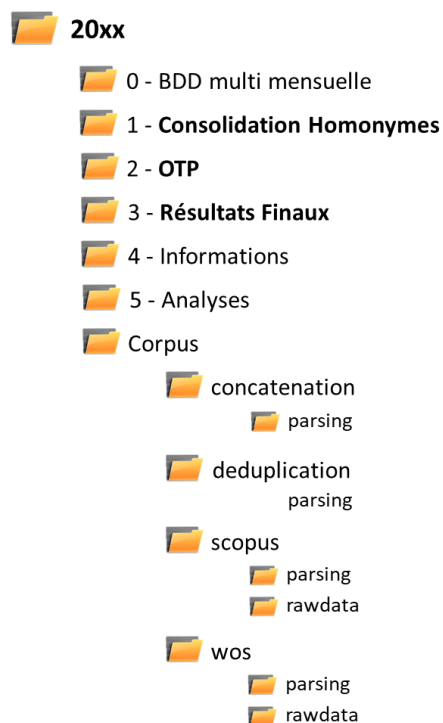 20xx
0 - BDD multi mensuelle
1 - Consolidation Homonymes
2 - OTP
3 - Résultats Finaux
4 - Informations
5 - Analyses
Corpus
concatenation
parsing
deduplication
parsing
scopus
parsing
rawdata
wos
parsing
rawdata